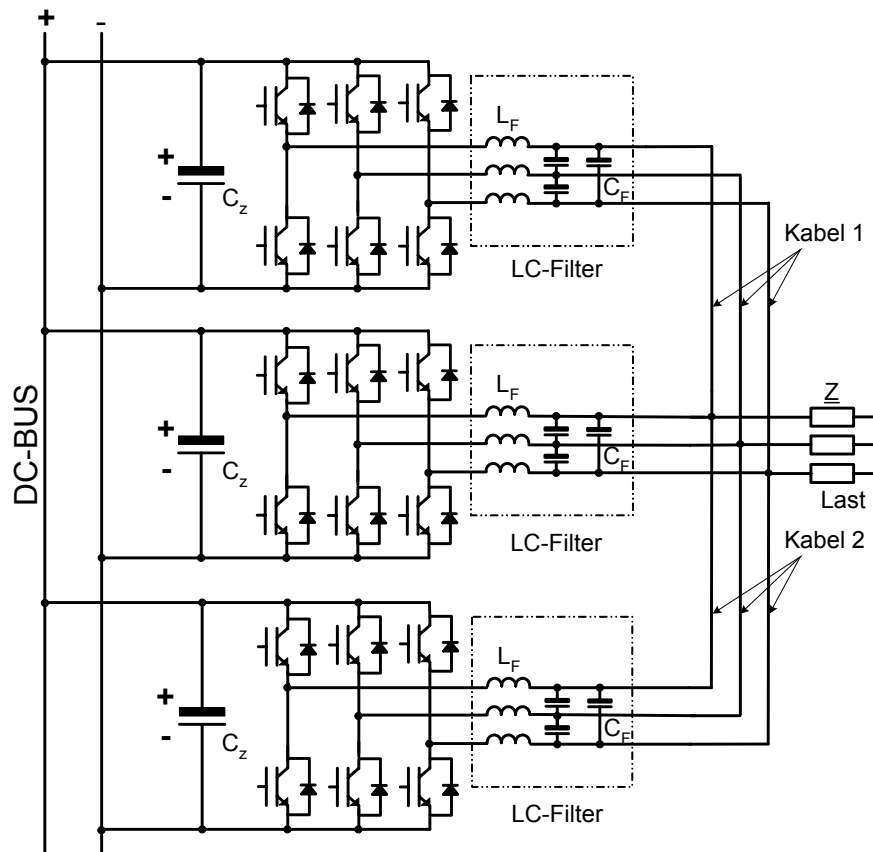 + -
L_F
+
-
C_z
C_F
LC-Filter
Kabel 1
DC-BUS
L_F
+
-
C_z
C_F
LC-Filter
Z
Last
Kabel 2
L_F
+
-
C_z
C_F
LC-Filter